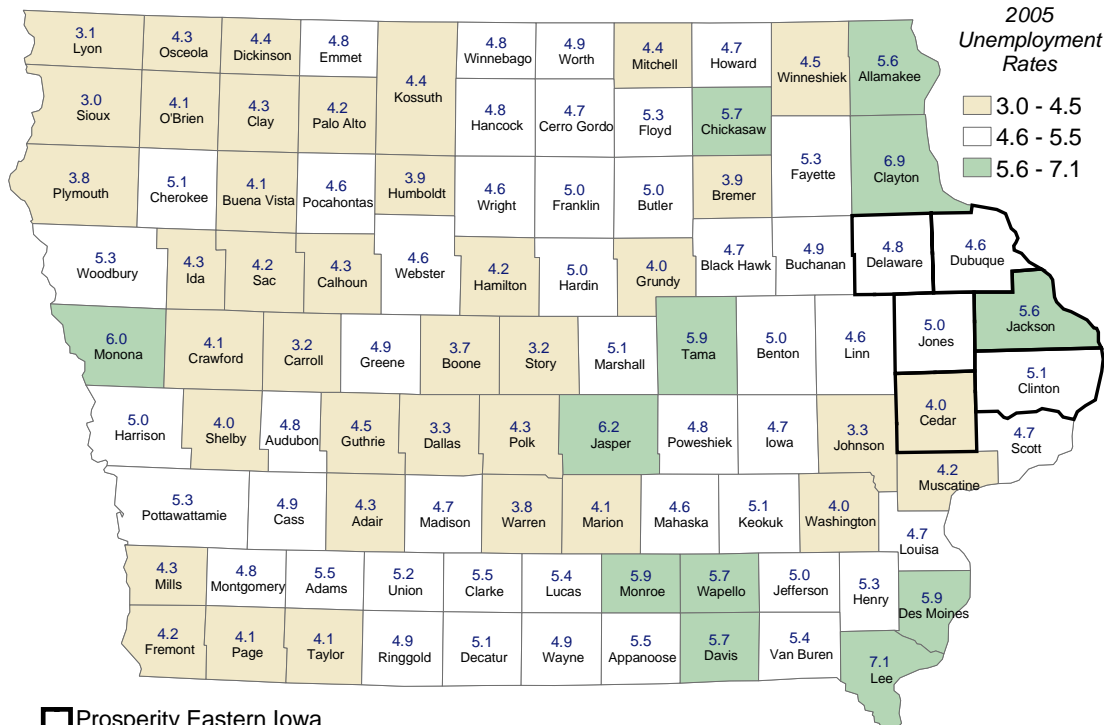 2005
Unemployment
Rates
3.0 - 4.5
4.6 - 5.5
5.6 - 7.1
3.1
Lyon
4.3
Osceola
4.4
Dickinson
4.8
Emmet
4.4
Kossuth
4.8
Winnebago
4.9
Worth
4.4
Mitchell
4.7
Howard
4.5
Winneshiek
5.6
Allamakee
3.0
Sioux
4.1
O'Brien
4.3
Clay
4.2
Palo Alto
4.8
Hancock
4.7
Cerro Gordo
5.3
Floyd
5.7
Chickasaw
5.3
Fayette
6.9
Clayton
3.8
Plymouth
5.1
Cherokee
4.1
Buena Vista
4.6
Pocahontas
3.9
Humboldt
4.6
Wright
5.0
Franklin
5.0
Butler
3.9
Bremer
5.3
Woodbury
4.3
Ida
4.2
Sac
4.3
Calhoun
4.6
Webster
4.2
Hamilton
5.0
Hardin
4.0
Grundy
4.7
Black Hawk
4.9
Buchanan
4.8
Delaware
4.6
Dubuque
6.0
Monona
4.1
Crawford
3.2
Carroll
4.9
Greene
3.7
Boone
3.2
Story
5.1
Marshall
5.9
Tama
5.0
Benton
4.6
Linn
5.0
Jones
5.6
Jackson
5.1
Clinton
5.0
Harrison
4.0
Shelby
4.8
Audubon
4.5
Guthrie
3.3
Dallas
4.3
Polk
6.2
Jasper
4.8
Poweshiek
4.7
Iowa
3.3
Johnson
4.0
Cedar
4.7
Scott
4.2
Muscatine
5.3
Pottawattamie
4.9
Cass
4.3
Adair
4.7
Madison
3.8
Warren
4.1
Marion
4.6
Mahaska
5.1
Keokuk
4.0
Washington
4.7
Louisa
4.3
Mills
4.8
Montgomery
5.5
Adams
5.2
Union
5.5
Clarke
5.4
Lucas
5.9
Monroe
5.7
Wapello
5.0
Jefferson
5.3
Henry
5.9
Des Moines
4.2
Fremont
4.1
Page
4.1
Taylor
4.9
Ringgold
5.1
Decatur
4.9
Wayne
5.5
Appanoose
5.7
Davis
5.4
Van Buren
7.1
Lee
Prosperity Eastern Iowa